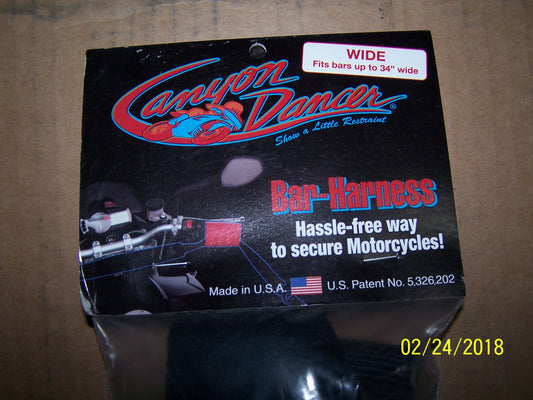 WIDE
Fits bars up to 34" wide
Canyon
Dancer®
Show a Little Restraint
Bar-Harness
Hassle-free way
to secure Motorcycles!
Made in U.S.A. U.S. Patent No. 5,326,202
02/24/2018